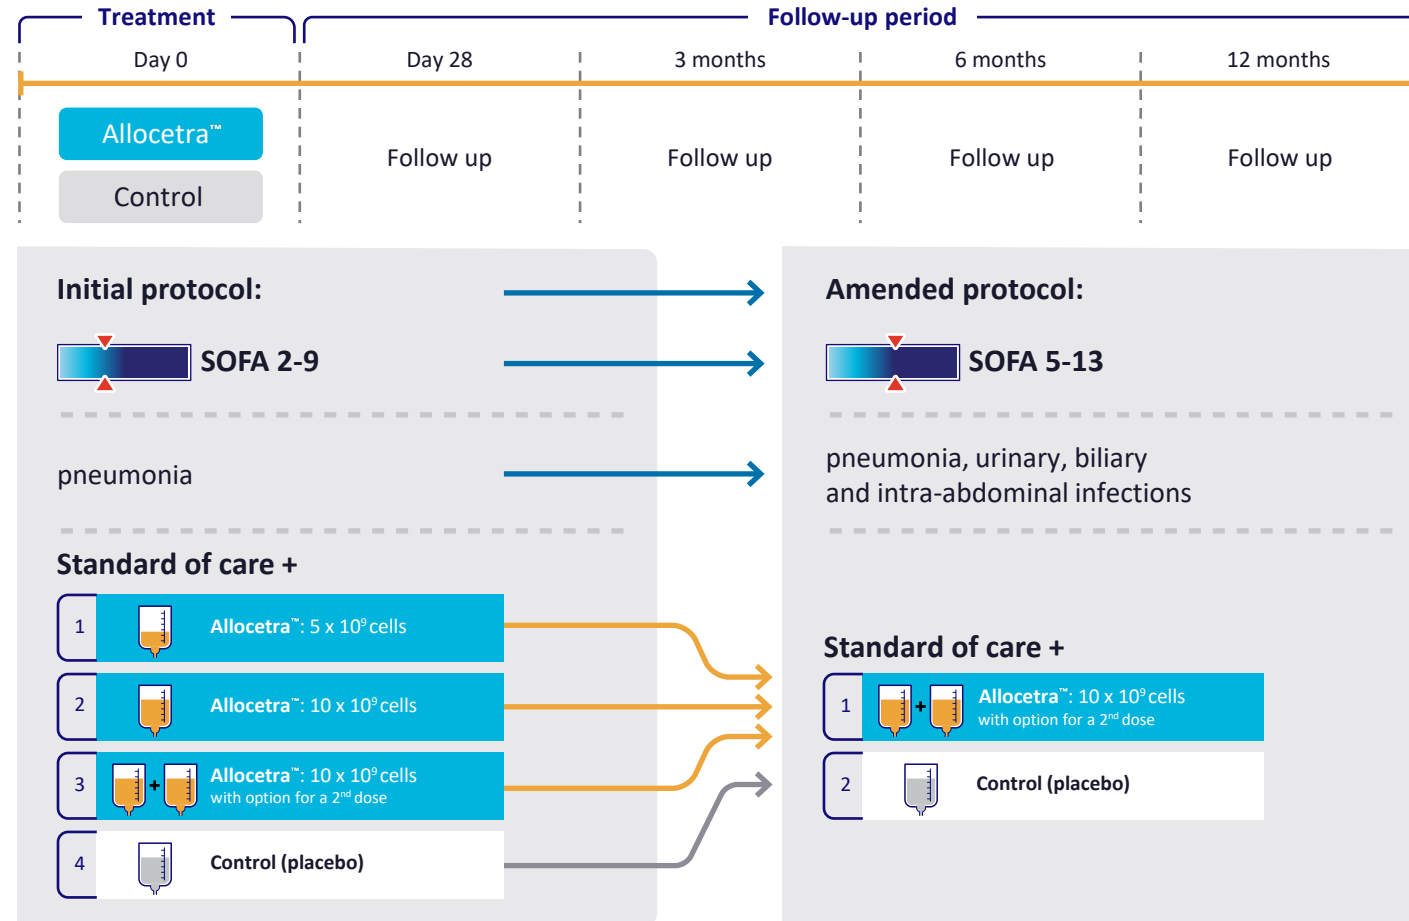 Treatment
Follow-up period
Day 0
Day 28
3 months
6 months
12 months
Allocetra™
Control
Follow up
Follow up
Follow up
Follow up
Initial protocol:
SOFA 2-9
pneumonia
Standard of care +
1
Allocetra™: 5 x 10⁹ cells
2
Allocetra™: 10 x 10⁹ cells
3
+
Allocetra™: 10 x 10⁹ cells
with option for a 2ⁿᵈ dose
4
Control (placebo)
Amended protocol:
SOFA 5-13
pneumonia, urinary, biliary
and intra-abdominal infections
Standard of care +
1
+
Allocetra™: 10 x 10⁹ cells
with option for a 2ⁿᵈ dose
2
Control (placebo)